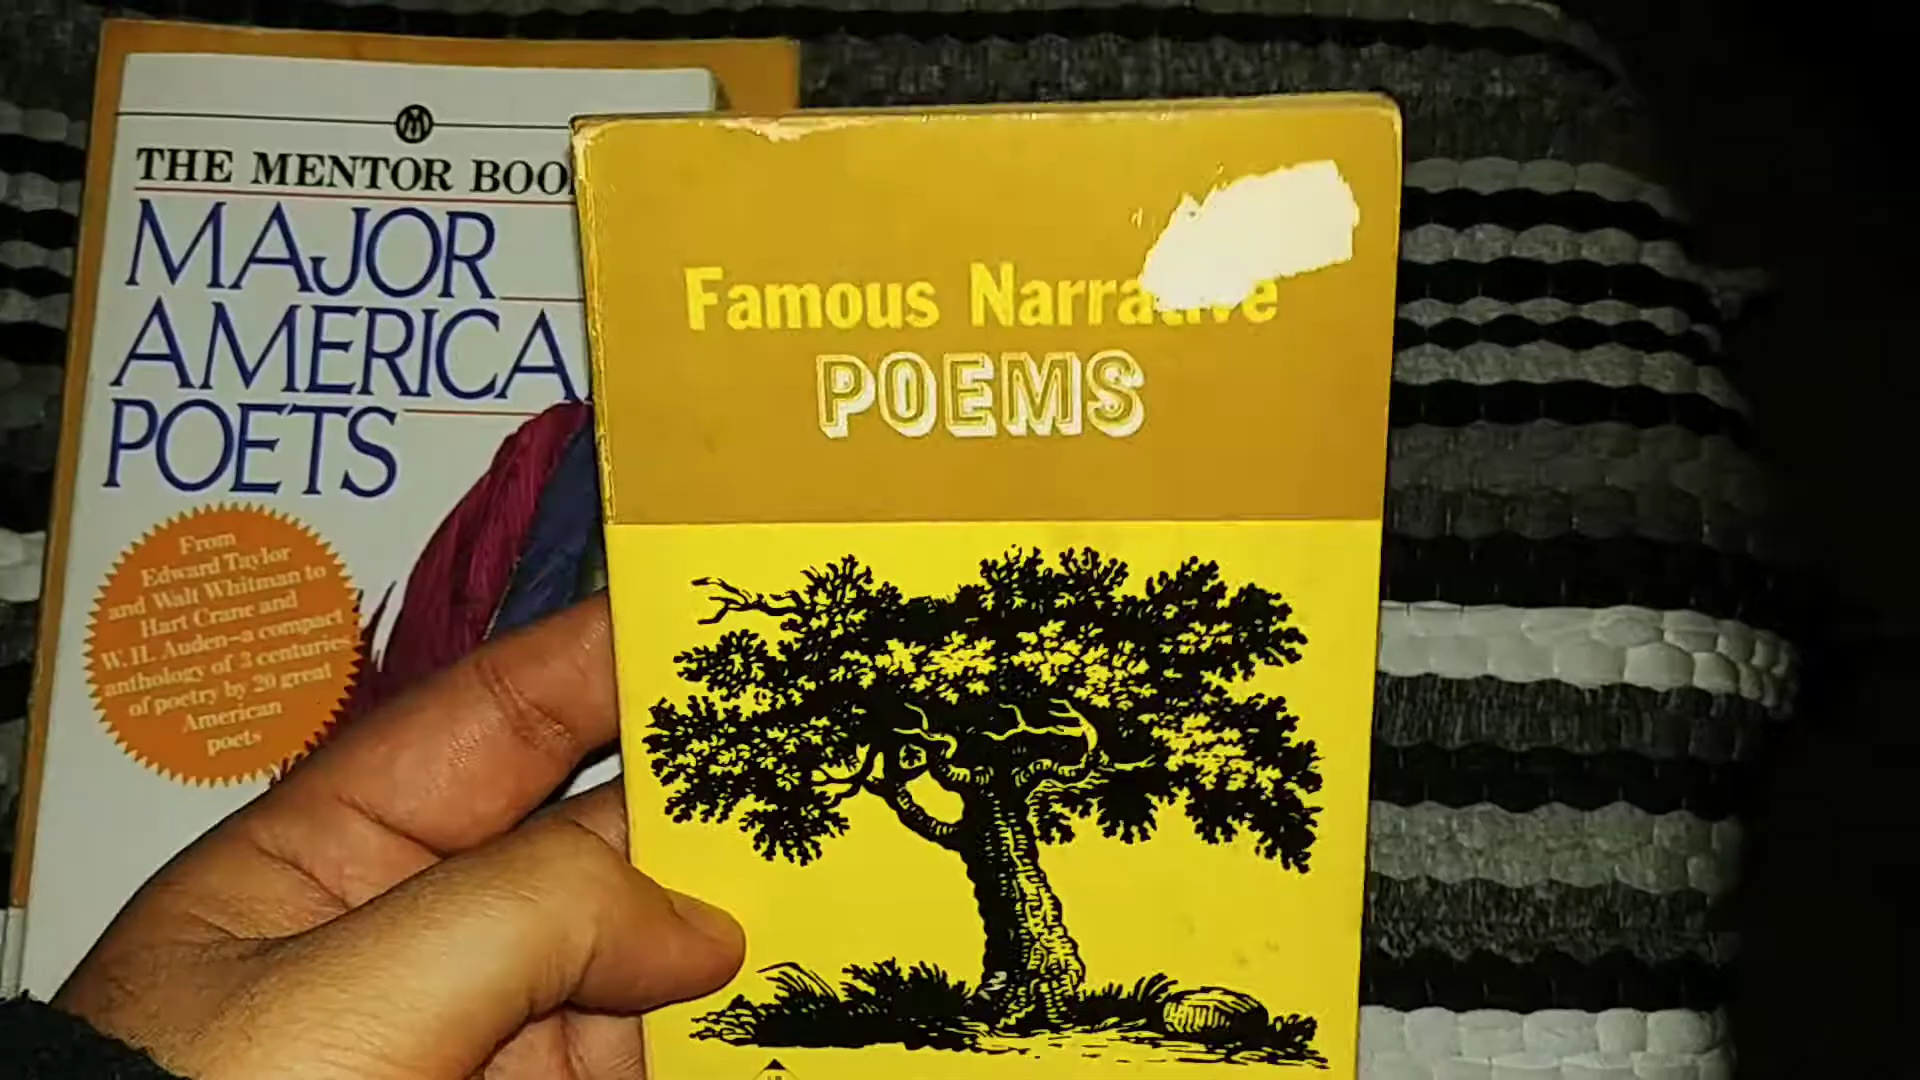 THE MENTOR BOO
MAJOR
AMERICA
POETS
From
Edward Taylor
and Walt Whitman to
Hart Crane and
W. H. Auden—a compact
anthology of 3 centuries
of poetry by 20 great
American
poets
Famous Narrative
POEMS